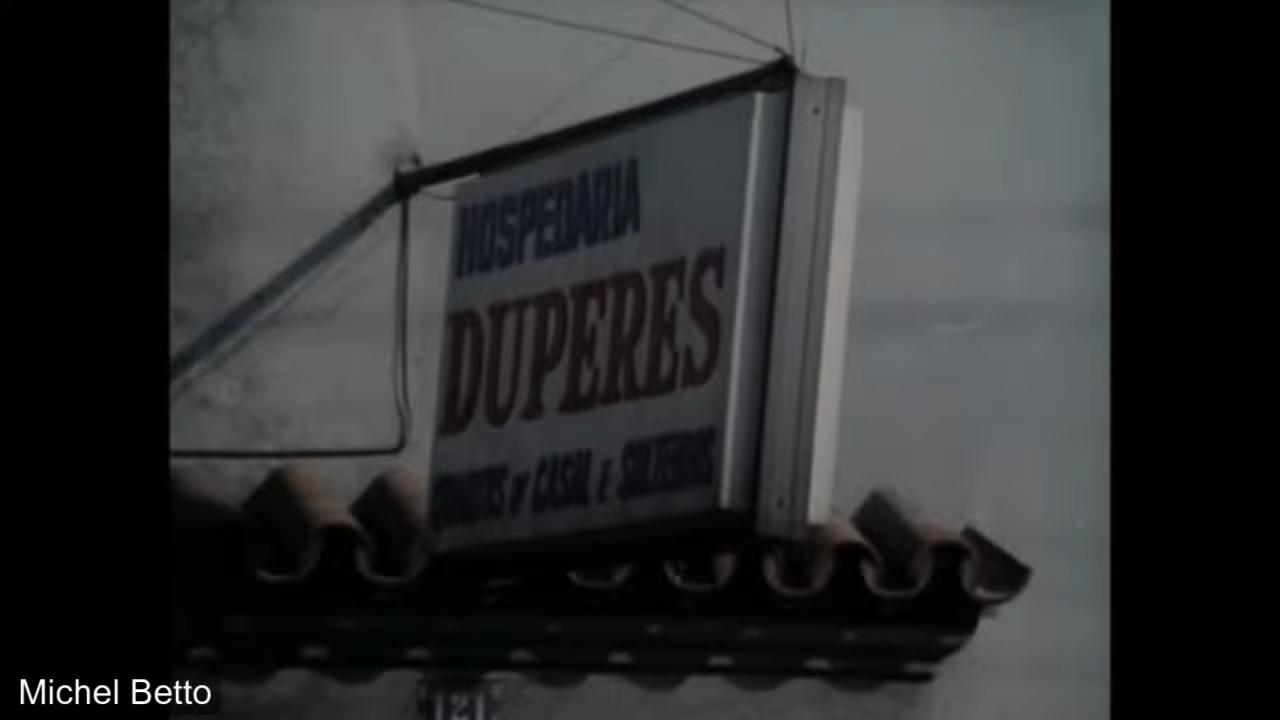 HOSPEDARIA
DUPERES
QUARTOS P/ CASAL E SOLTEIROS
121
Michel Betto